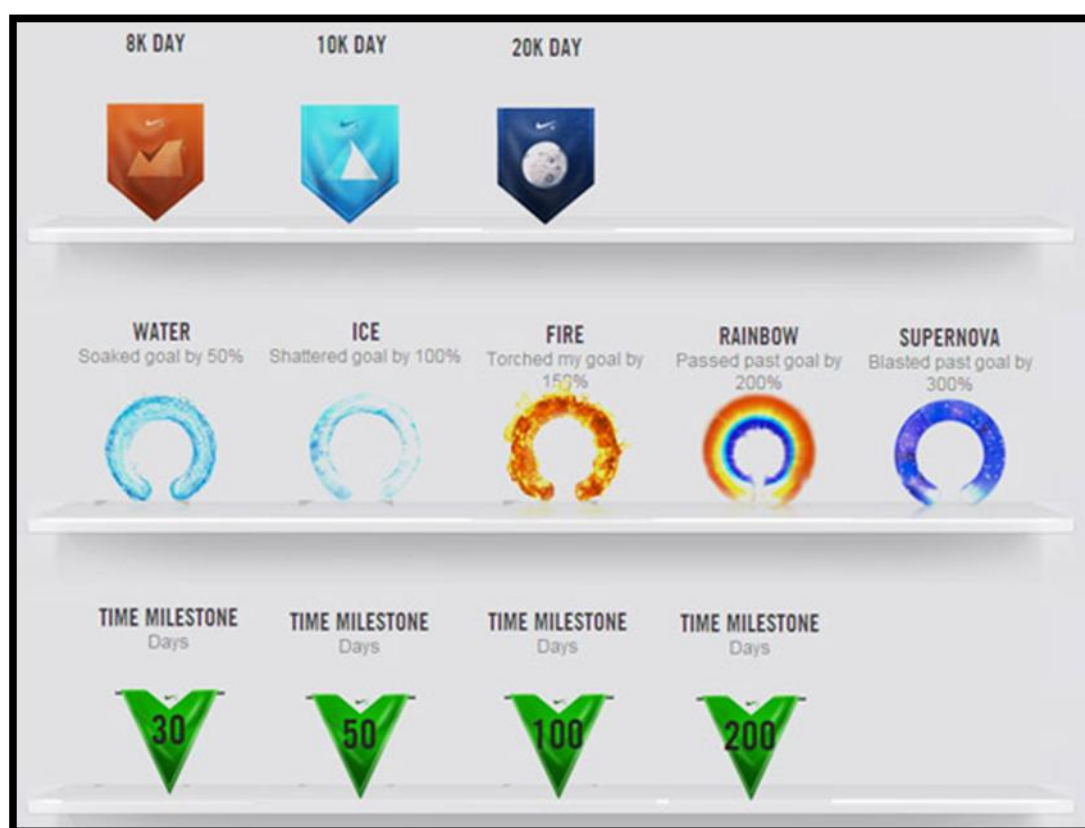 8K DAY
10K DAY
20K DAY
WATER
Soaked goal by 50%
ICE
Shattered goal by 100%
FIRE
Torched my goal by
150%
RAINBOW
Passed past goal by
200%
SUPERNOVA
Blasted past goal by
300%
TIME MILESTONE
Days
30
TIME MILESTONE
Days
50
TIME MILESTONE
Days
100
TIME MILESTONE
Days
200